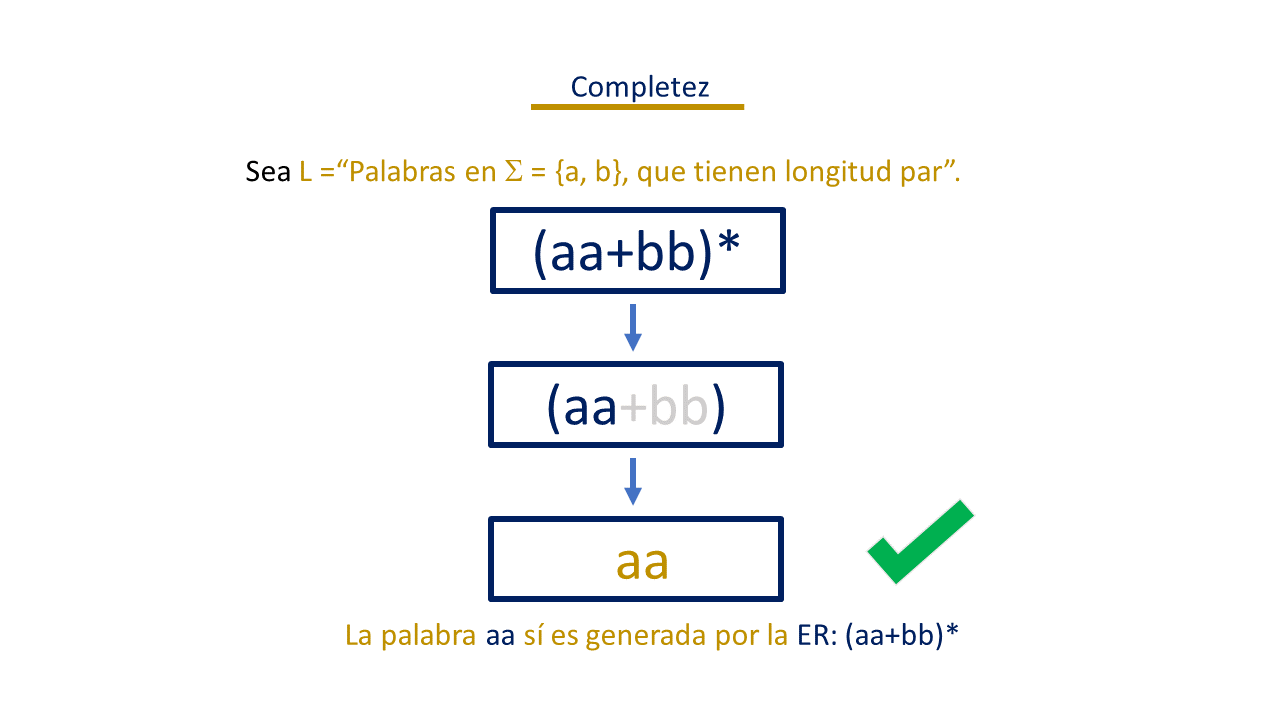 Completez
Sea L =“Palabras en Σ = {a, b}, que tienen longitud par”.
(aa+bb)*
(aa+bb)
aa
La palabra aa sí es generada por la ER: (aa+bb)*